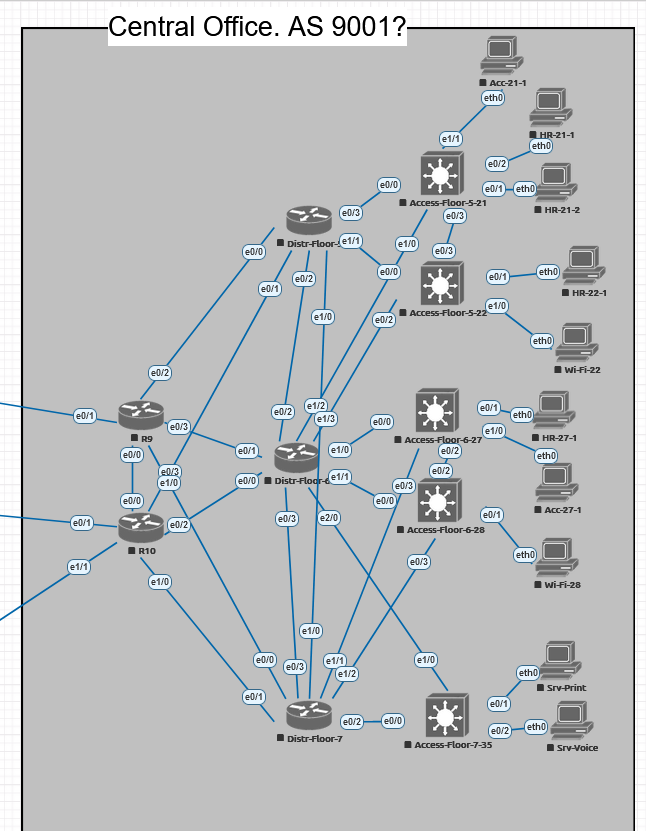 Central Office. AS 9001?
Acc-21-1
eth0
HR-21-1
e1/1
eth0
e0/2
e0/0
e0/1
eth0
Access-Floor-5-21
HR-21-2
e0/3
e0/3
Distr-Floor-5
e1/1
e1/0
e0/0
e0/3
e0/0
eth0
e0/2
e0/1
e0/1
HR-22-1
e1/0
e1/0
Access-Floor-5-22
e0/2
eth0
Wi-Fi-22
e0/2
e0/1
e0/2
e1/2
e0/1
eth0
e1/3
e0/0
e0/3
e1/0
HR-27-1
R9
Access-Floor-6-27
e0/0
e0/1
e1/0
e0/2
eth0
e0/3
e0/2
e1/0
e0/0
Distr-Floor-6
e1/1
e0/3
e0/0
e0/0
Acc-27-1
e0/1
e0/2
e0/3
e2/0
e0/1
Access-Floor-6-28
R10
eth0
e1/1
e0/3
e1/0
Wi-Fi-28
e1/0
e0/0
e0/3
e1/1
e1/0
e1/2
eth0
Srv-Print
e0/1
e0/1
e0/2
e0/0
e0/2
eth0
Distr-Floor-7
Access-Floor-7-35
Srv-Voice